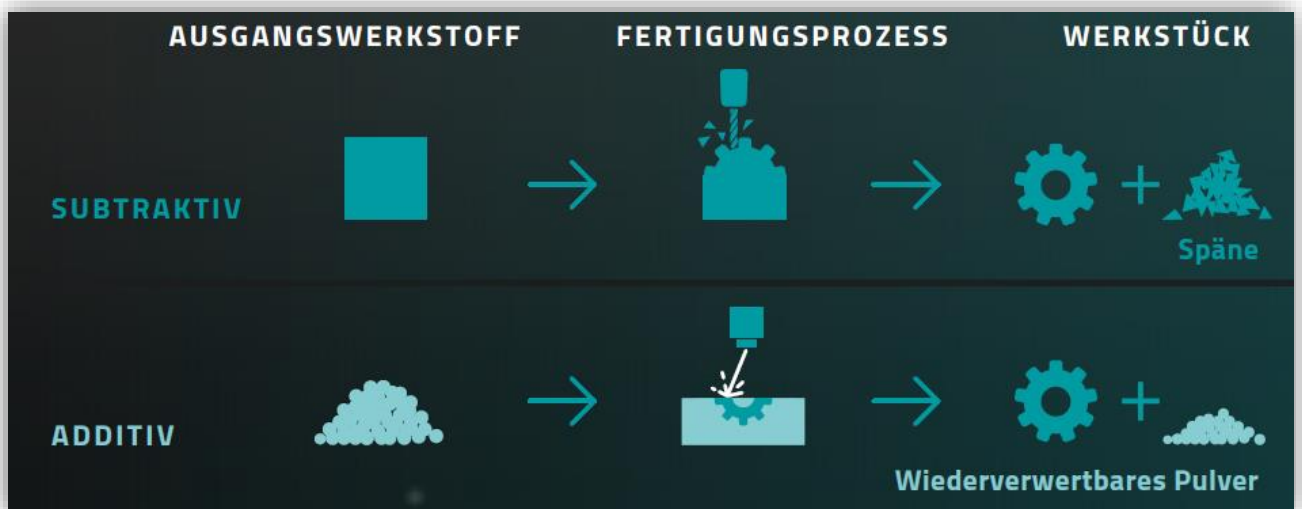 AUSGANGSWERKSTOFF FERTIGUNGSPROZESS WERKSTÜCK
SUBTRAKTIV
Späne
ADDITIV
Wiederverwertbares Pulver